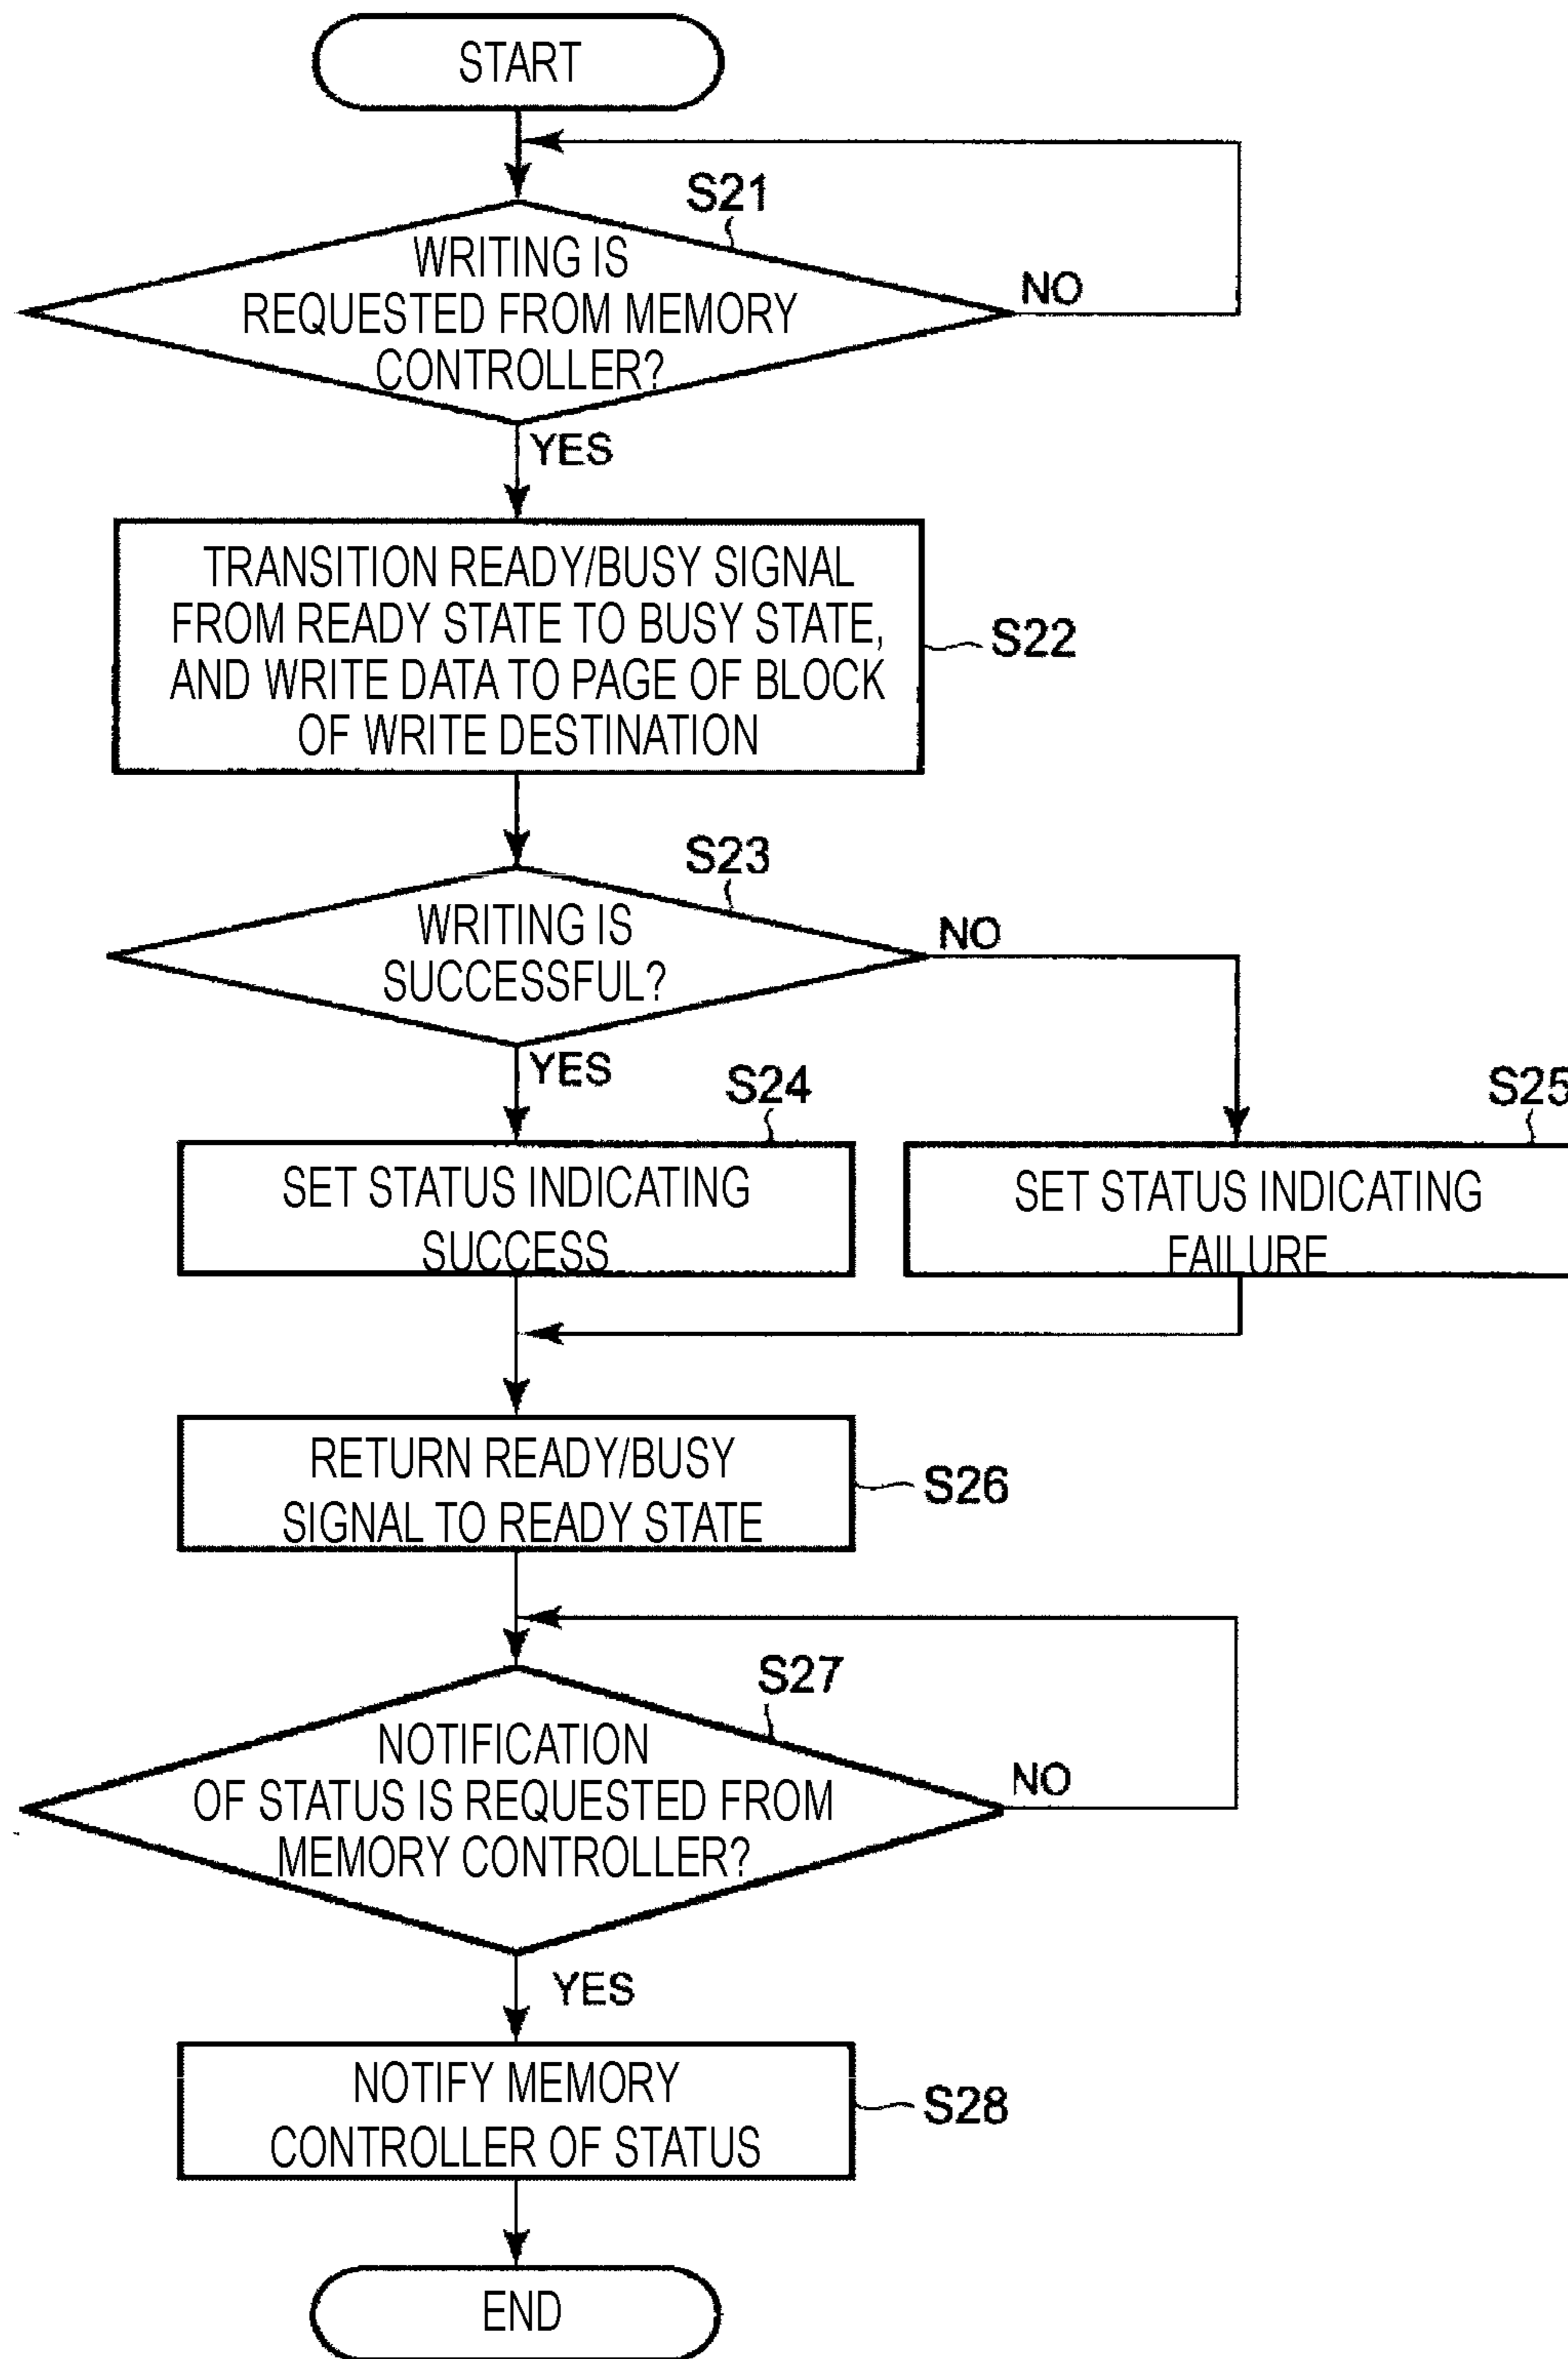 START
S21
WRITING IS
REQUESTED FROM MEMORY
CONTROLLER?
NO
YES
TRANSITION READY/BUSY SIGNAL
FROM READY STATE TO BUSY STATE,
AND WRITE DATA TO PAGE OF BLOCK
OF WRITE DESTINATION
S22
S23
WRITING IS
SUCCESSFUL?
NO
YES
S24
SET STATUS INDICATING
SUCCESS
S25
SET STATUS INDICATING
FAILURE
RETURN READY/BUSY
SIGNAL TO READY STATE
S26
S27
NOTIFICATION
OF STATUS IS REQUESTED FROM
MEMORY CONTROLLER?
NO
YES
NOTIFY MEMORY
CONTROLLER OF STATUS
S28
END